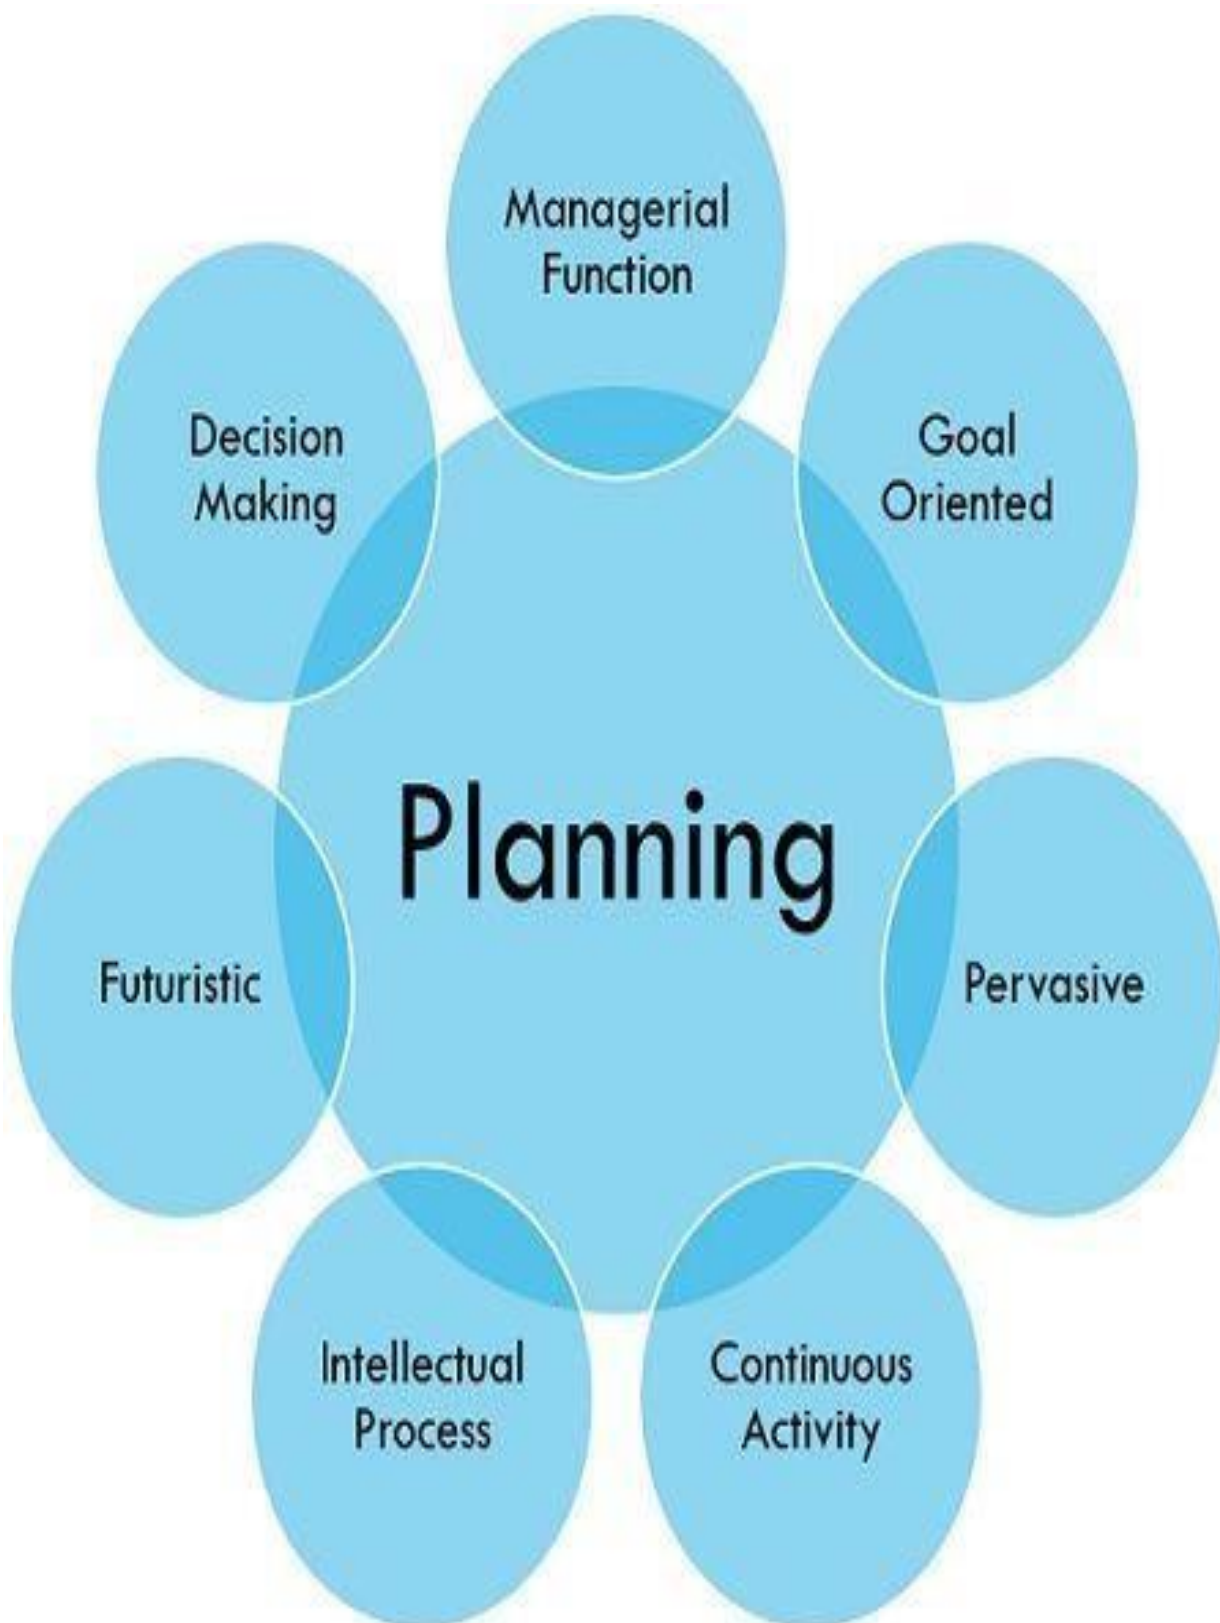 Managerial
Function
Goal
Oriented
Pervasive
Continuous
Activity
Intellectual
Process
Futuristic
Decision
Making
Planning